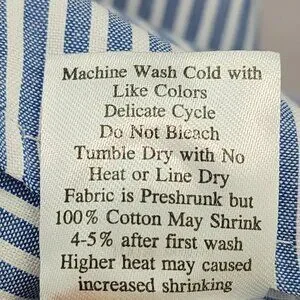 Machine Wash Cold with
Like Colors
Delicate Cycle
Do Not Bleach
Tumble Dry with No
Heat or Line Dry
Fabric is Preshrunk but
100% Cotton May Shrink
4-5% after first wash
Higher heat may caused
increased shrinking